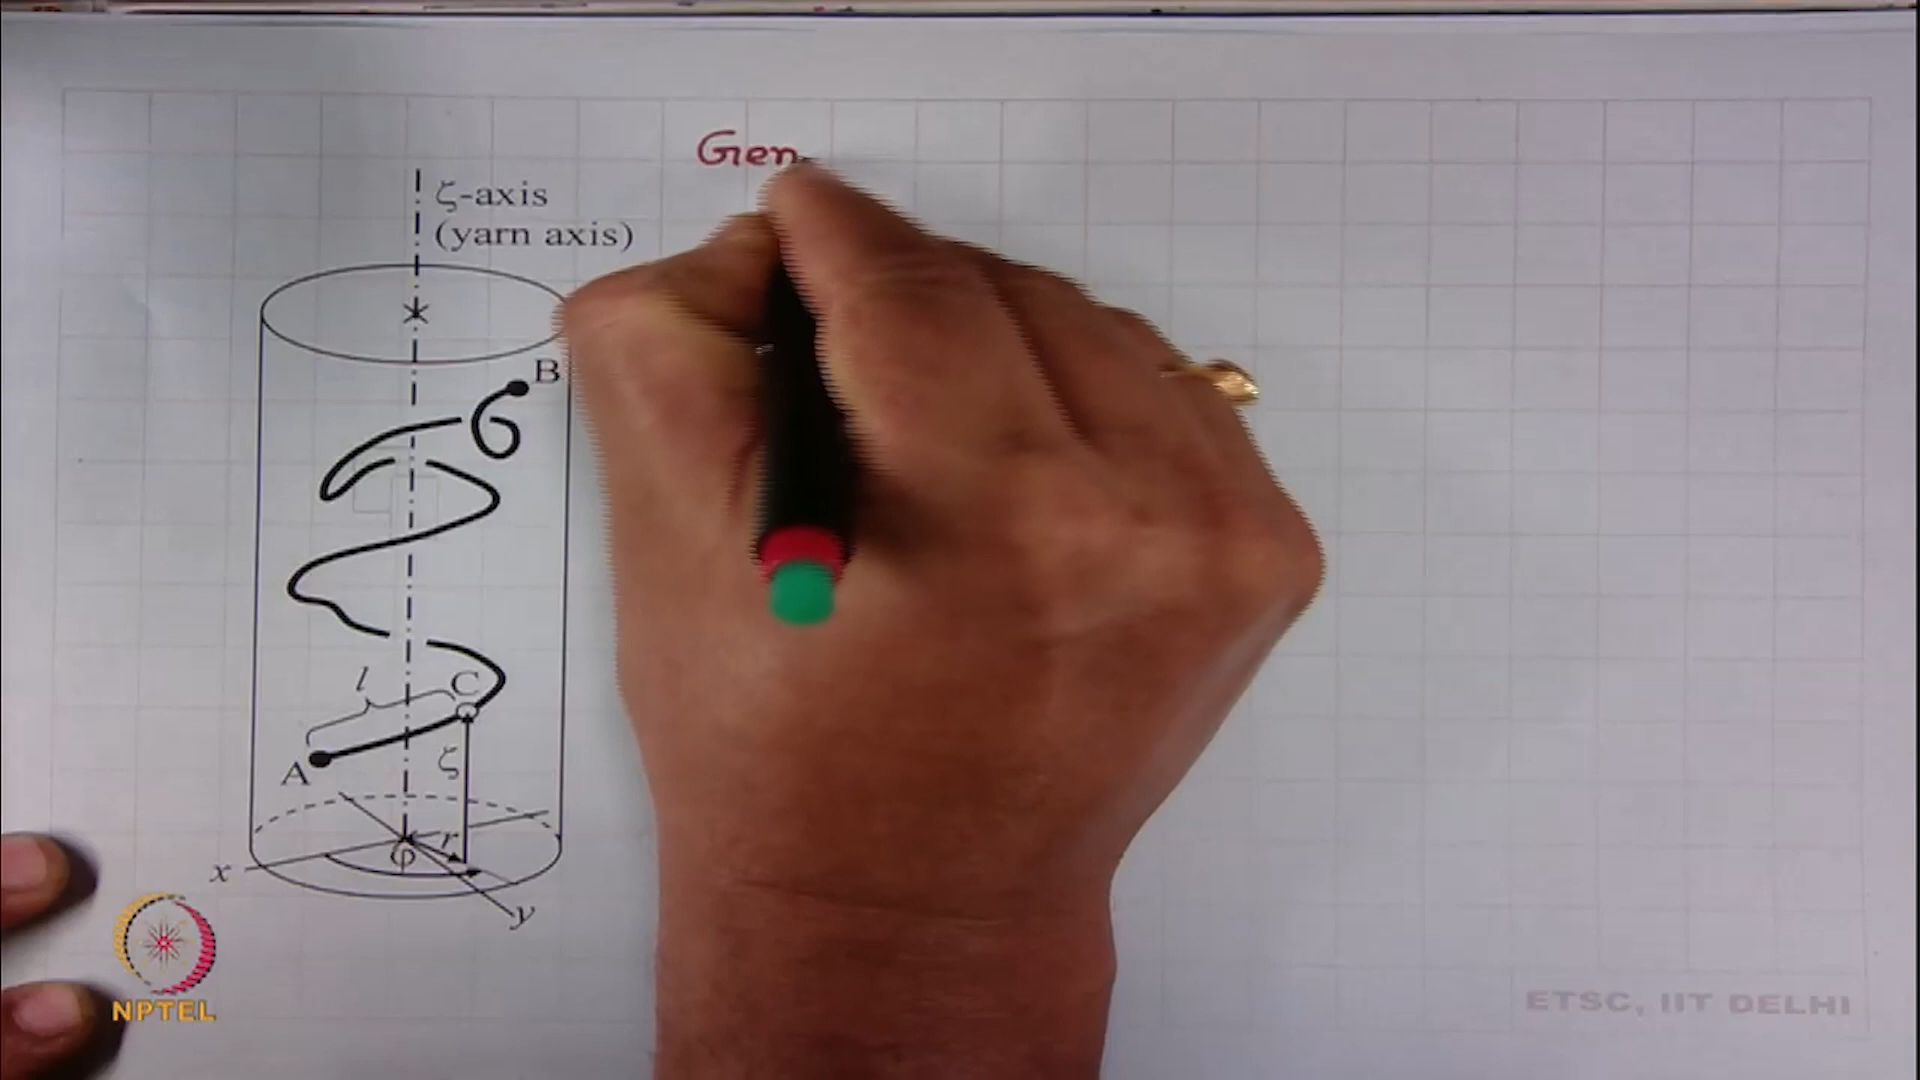 Gen
ζ-axis
(yarn axis)
B
l
C
A
ζ
r
φ
x
y
NPTEL
ETSC, IIT DELHI